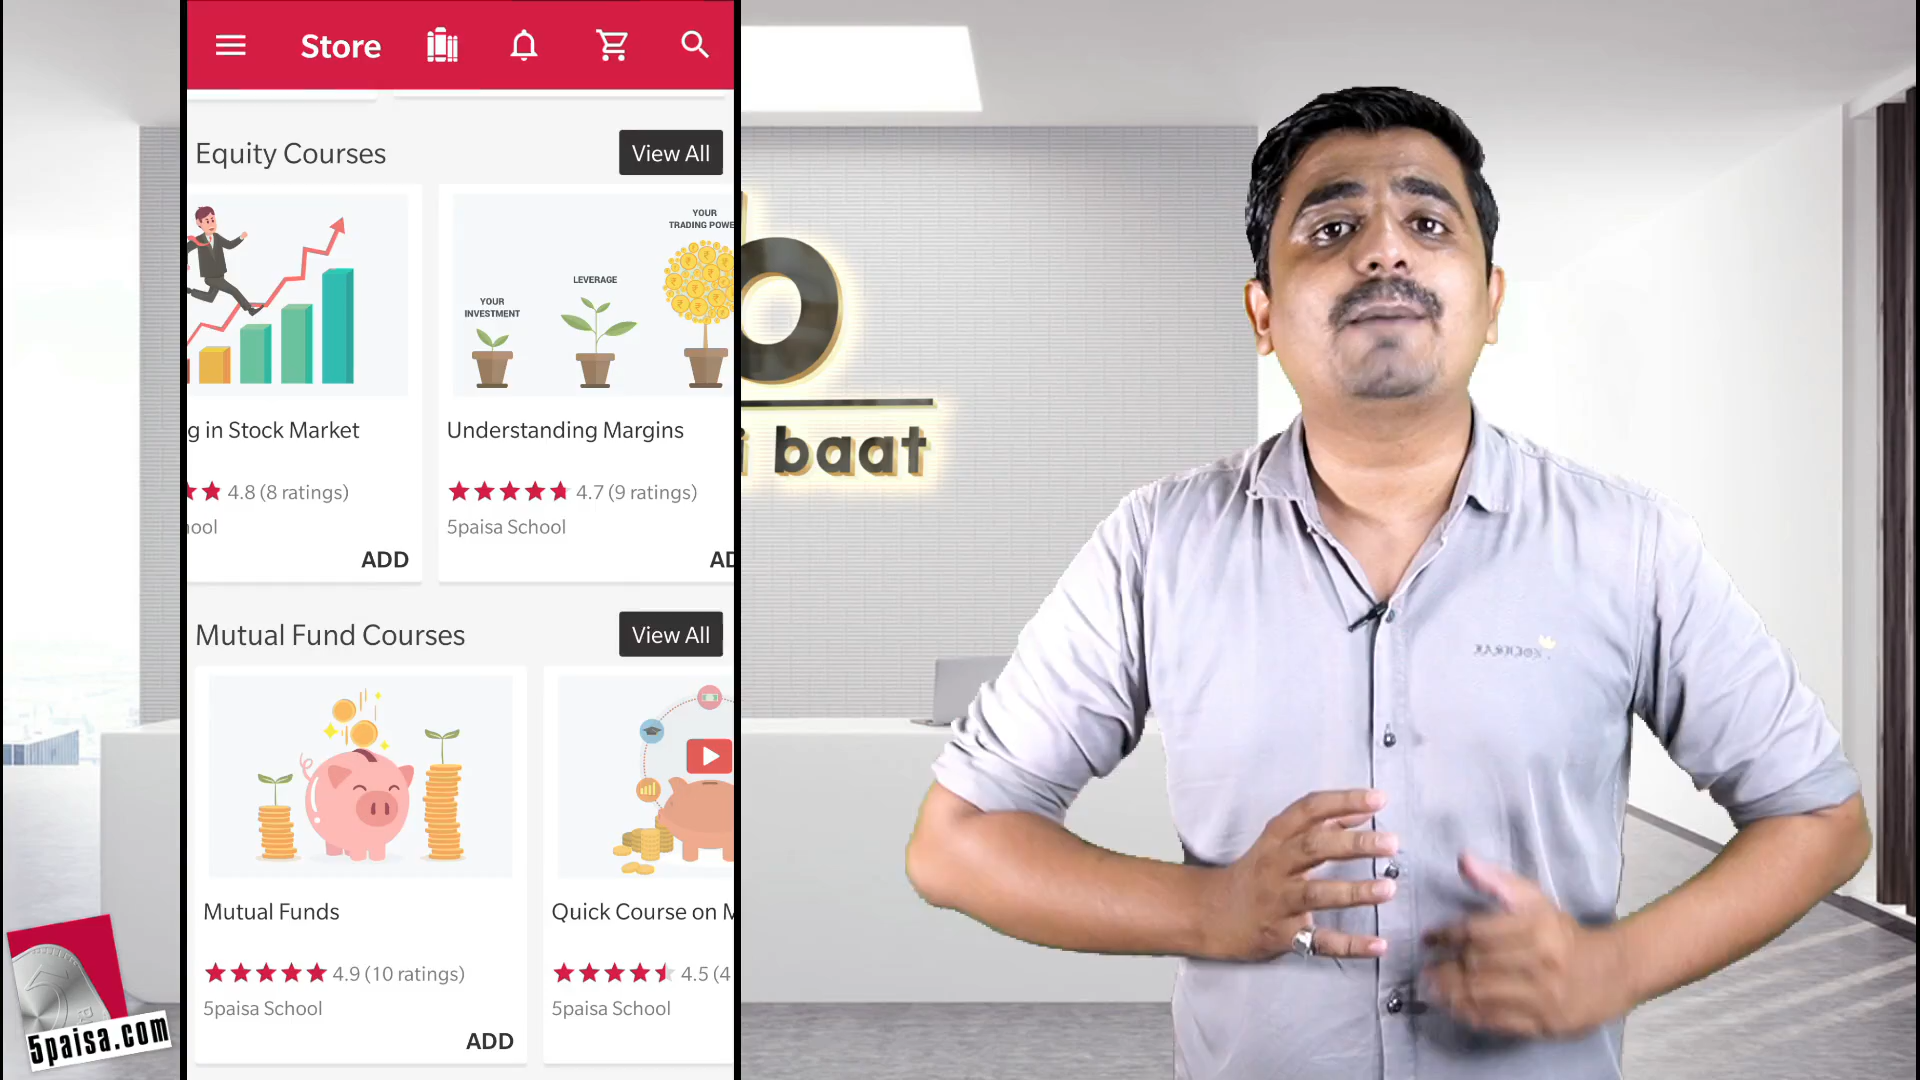 Store
Equity Courses
View All
YOUR
INVESTMENT
LEVERAGE
YOUR
TRADING POWE
g in Stock Market
4.8 (8 ratings)
ool
ADD
Understanding Margins
4.7 (9 ratings)
5paisa School
AD
Mutual Fund Courses
View All
Mutual Funds
4.9 (10 ratings)
5paisa School
ADD
Quick Course on M
4.5 (4
5paisa School
b
i baat
5paisa.com